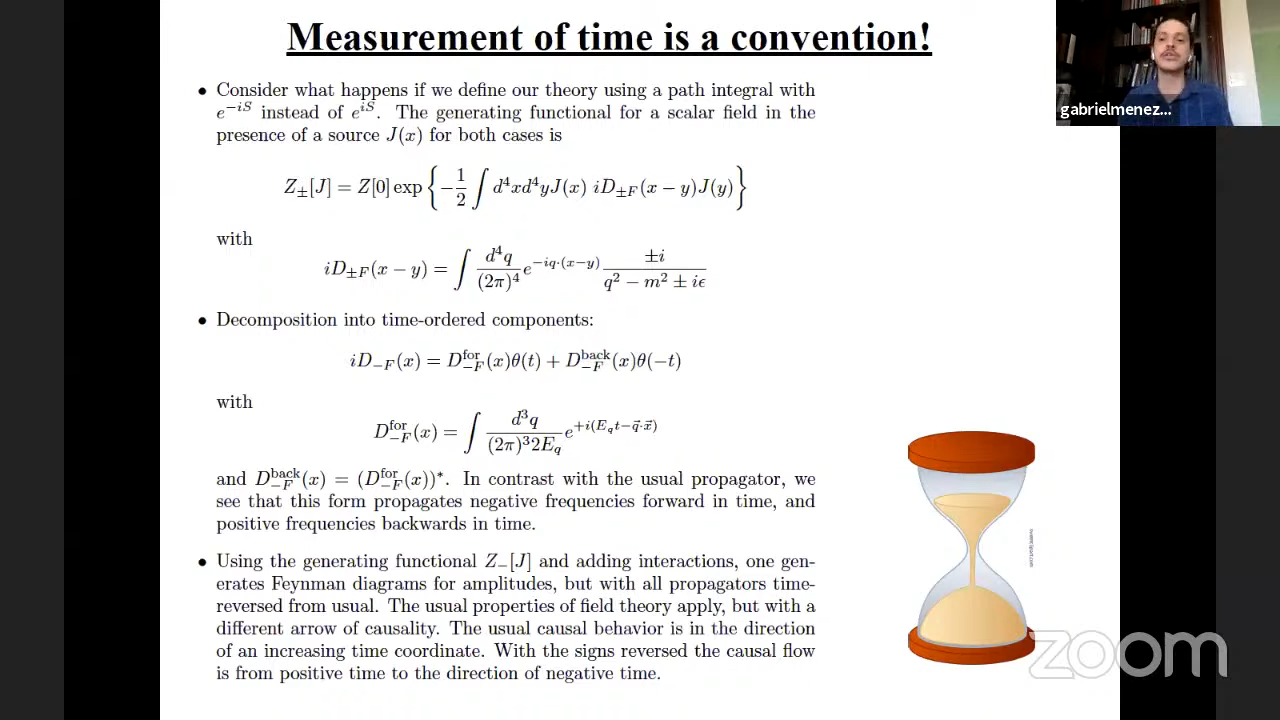 Measurement of time is a convention!
gabrielmenez...
• Consider what happens if we define our theory using a path integral with
e^{−iS} instead of e^{iS}. The generating functional for a scalar field in the
presence of a source J(x) for both cases is
Z_±[J] = Z[0] exp { −1/2 ∫ d⁴xd⁴yJ(x) iD_{±F}(x − y)J(y) }
with
iD_{±F}(x − y) = ∫ d⁴q/(2π)⁴ e^{−iq·(x−y)} ±i/(q² − m² ± iϵ)
• Decomposition into time-ordered components:
iD_{−F}(x) = D^{for}_{−F}(x)θ(t) + D^{back}_{−F}(x)θ(−t)
with
D^{for}_{−F}(x) = ∫ d³q/((2π)³2E_q) e^{+i(E_q t−q⃗·x⃗)}
and D^{back}_{−F}(x) = (D^{for}_{−F}(x))*. In contrast with the usual propagator, we
see that this form propagates negative frequencies forward in time, and
positive frequencies backwards in time.
• Using the generating functional Z_−[J] and adding interactions, one gen-
erates Feynman diagrams for amplitudes, but with all propagators time-
reversed from usual. The usual properties of field theory apply, but with a
different arrow of causality. The usual causal behavior is in the direction
of an increasing time coordinate. With the signs reversed the causal flow
is from positive time to the direction of negative time.
zoom